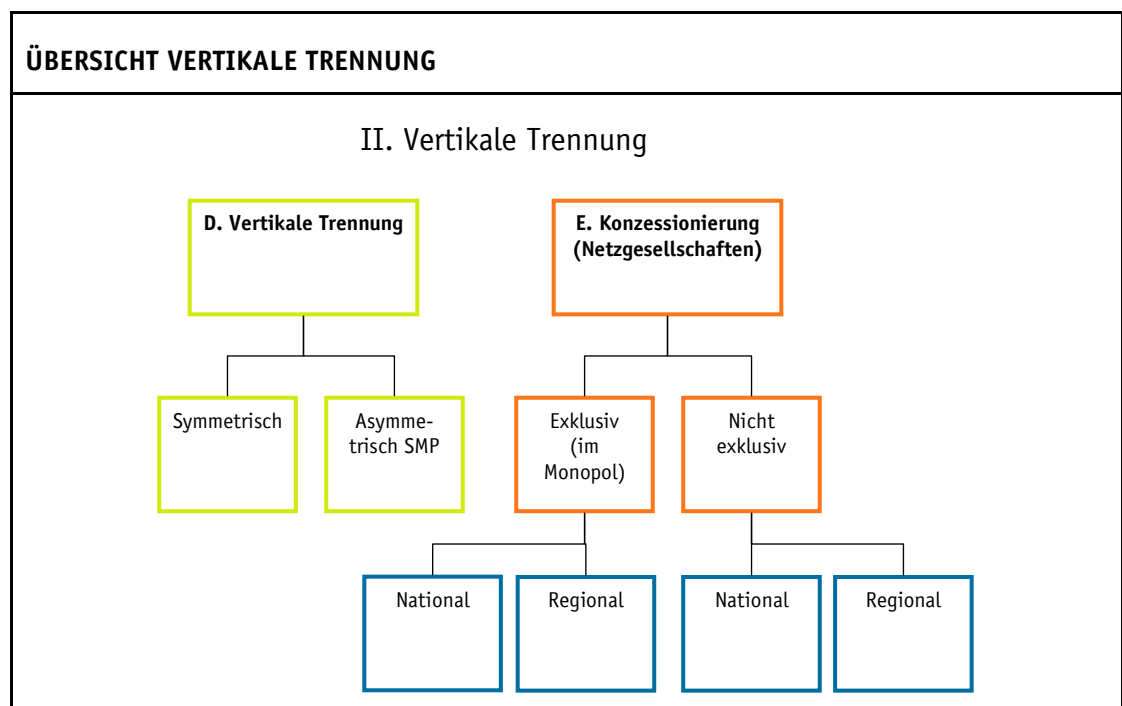 ÜBERSICHT VERTIKALE TRENNUNG
II. Vertikale Trennung
D. Vertikale Trennung
E. Konzessionierung
(Netzgesellschaften)
Symmetrisch
Asymme-
trisch SMP
Exklusiv
(im
Monopol)
Nicht
exklusiv
National
Regional
National
Regional